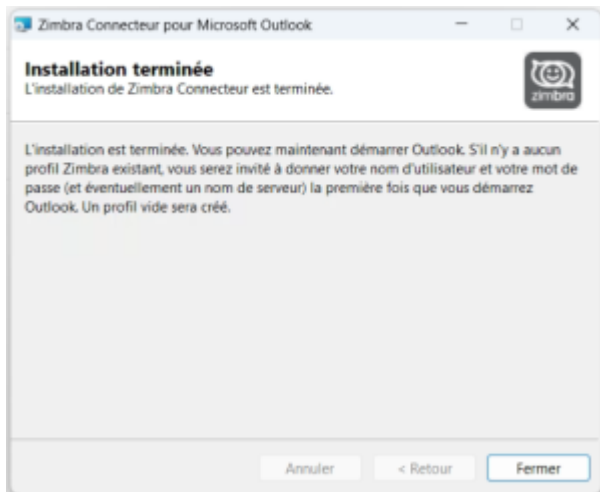 Zimbra Connecteur pour Microsoft Outlook
Installation terminée
L'installation de Zimbra Connecteur est terminée.
zimbra
L'installation est terminée. Vous pouvez maintenant démarrer Outlook. S'il n'y a aucun
profil Zimbra existant, vous serez invité à donner votre nom d'utilisateur et votre mot de
passe (et éventuellement un nom de serveur) la première fois que vous démarrez
Outlook. Un profil vide sera créé.
Annuler
< Retour
Fermer